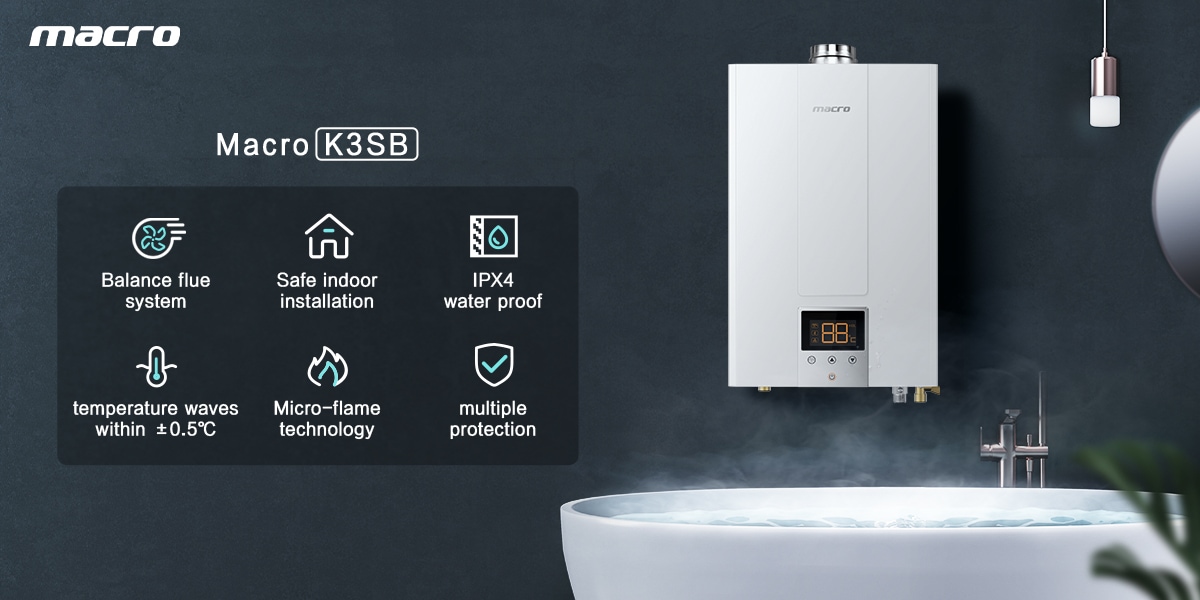 macro
Macro K3SB
Balance flue
system
Safe indoor
installation
IPX4
water proof
temperature waves
within ±0.5℃
Micro-flame
technology
multiple
protection
macro
88